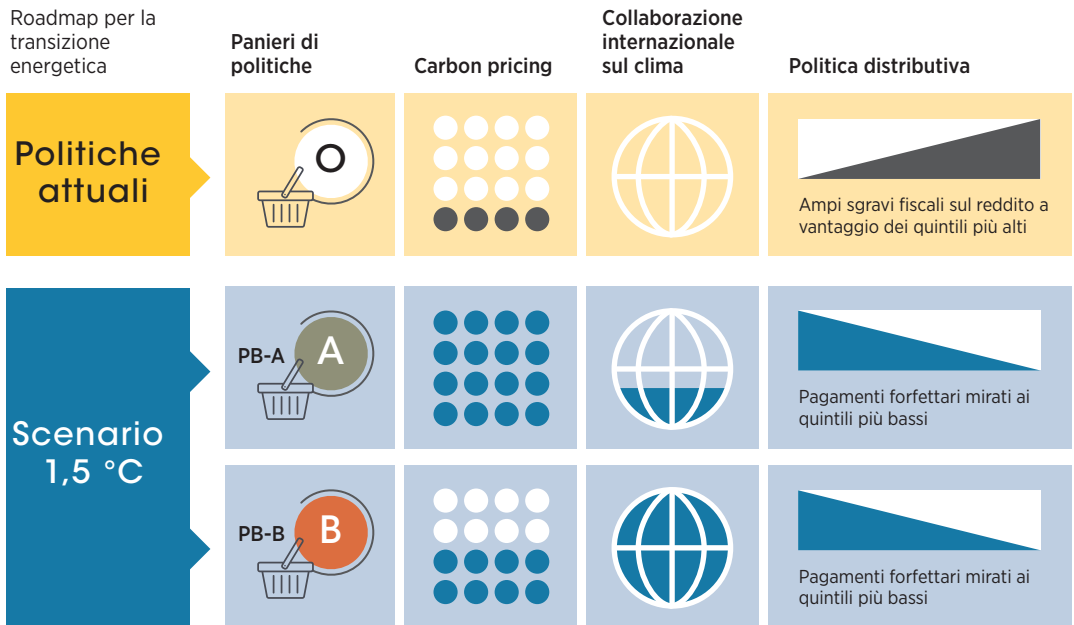 Roadmap per la
transizione
energetica
Panieri di
politiche
Carbon pricing
Collaborazione
internazionale
sul clima
Politica distributiva
Politiche
attuali
O
Ampi sgravi fiscali sul reddito a
vantaggio dei quintili più alti
Scenario
1,5 °C
PB-A
A
Pagamenti forfettari mirati ai
quintili più bassi
PB-B
B
Pagamenti forfettari mirati ai
quintili più bassi